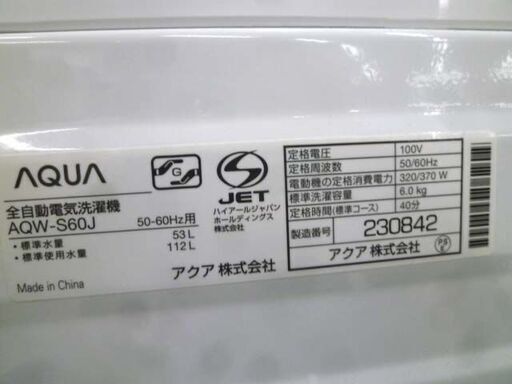 AQUA
全自動電気洗濯機
AQW-S60J 50-60Hz用
・標準水量 53L
・標準使用水量 112L
Made in China
G
S
JET
ハイアールジャパン
ホールディングス
株式会社
アクア 株式会社
定格電圧 100V
定格周波数 50/60Hz
電動機の定格消費電力 320/370 W
標準洗濯容量 6.0 kg
定格時間(標準コース) 40分
製造番号 230842
アクア 株式会社
PS
E